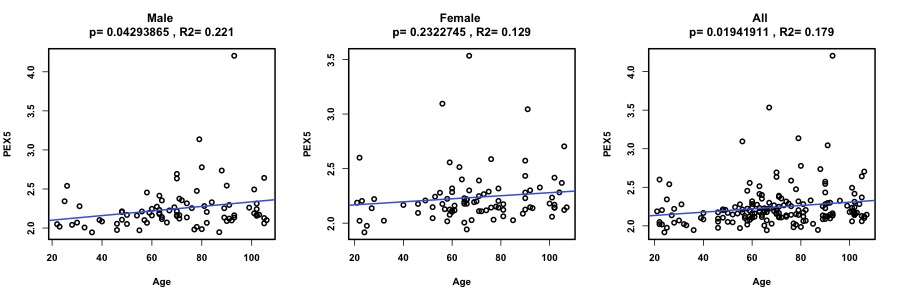 Male
p= 0.04293865 , R2= 0.221
PEX5
4.0
3.5
3.0
2.5
2.0
20 40 60 80 100
Age
Female
p= 0.2322745 , R2= 0.129
PEX5
3.5
3.0
2.5
2.0
20 40 60 80 100
Age
All
p= 0.01941911 , R2= 0.179
PEX5
4.0
3.5
3.0
2.5
2.0
20 40 60 80 100
Age